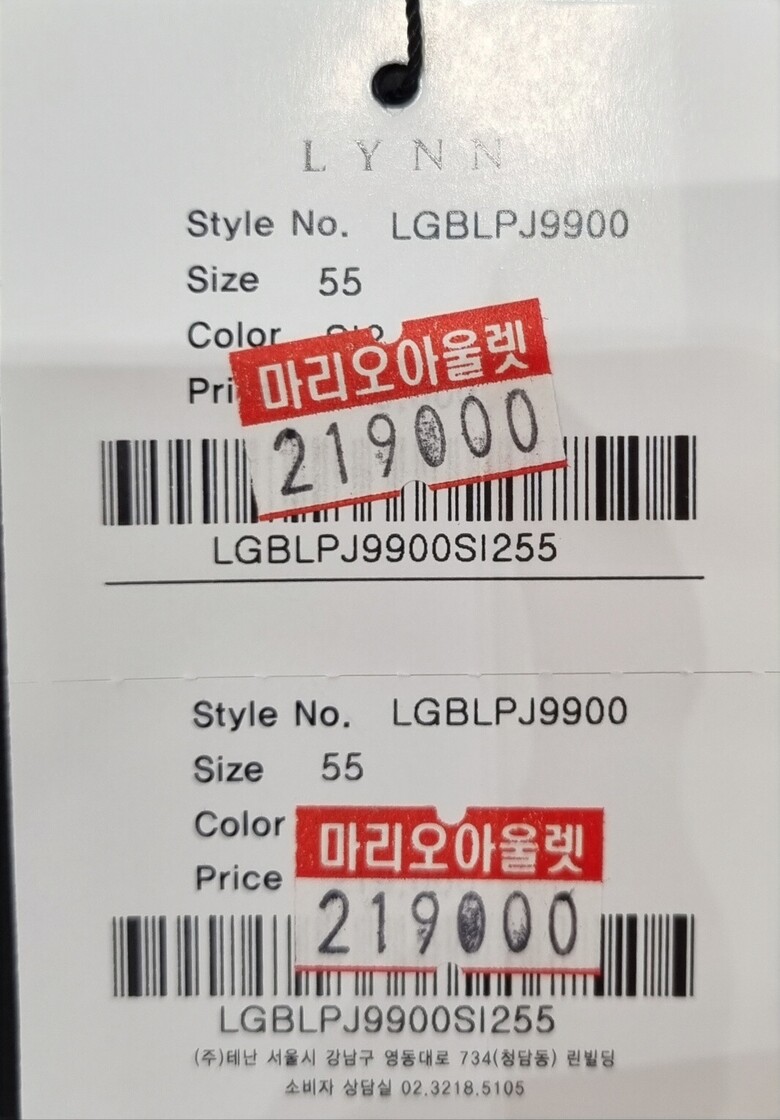 LYNN
Style No. LGBLPJ9900
Size 55
Color
마리오아울렛
219000
LGBLPJ9900SI255
Style No. LGBLPJ9900
Size 55
Color
Price
마리오아울렛
219000
LGBLPJ9900SI255
(주)테난 서울시 강남구 영동대로 734(청담동) 린빌딩
소비자 상담실 02.3218.5105